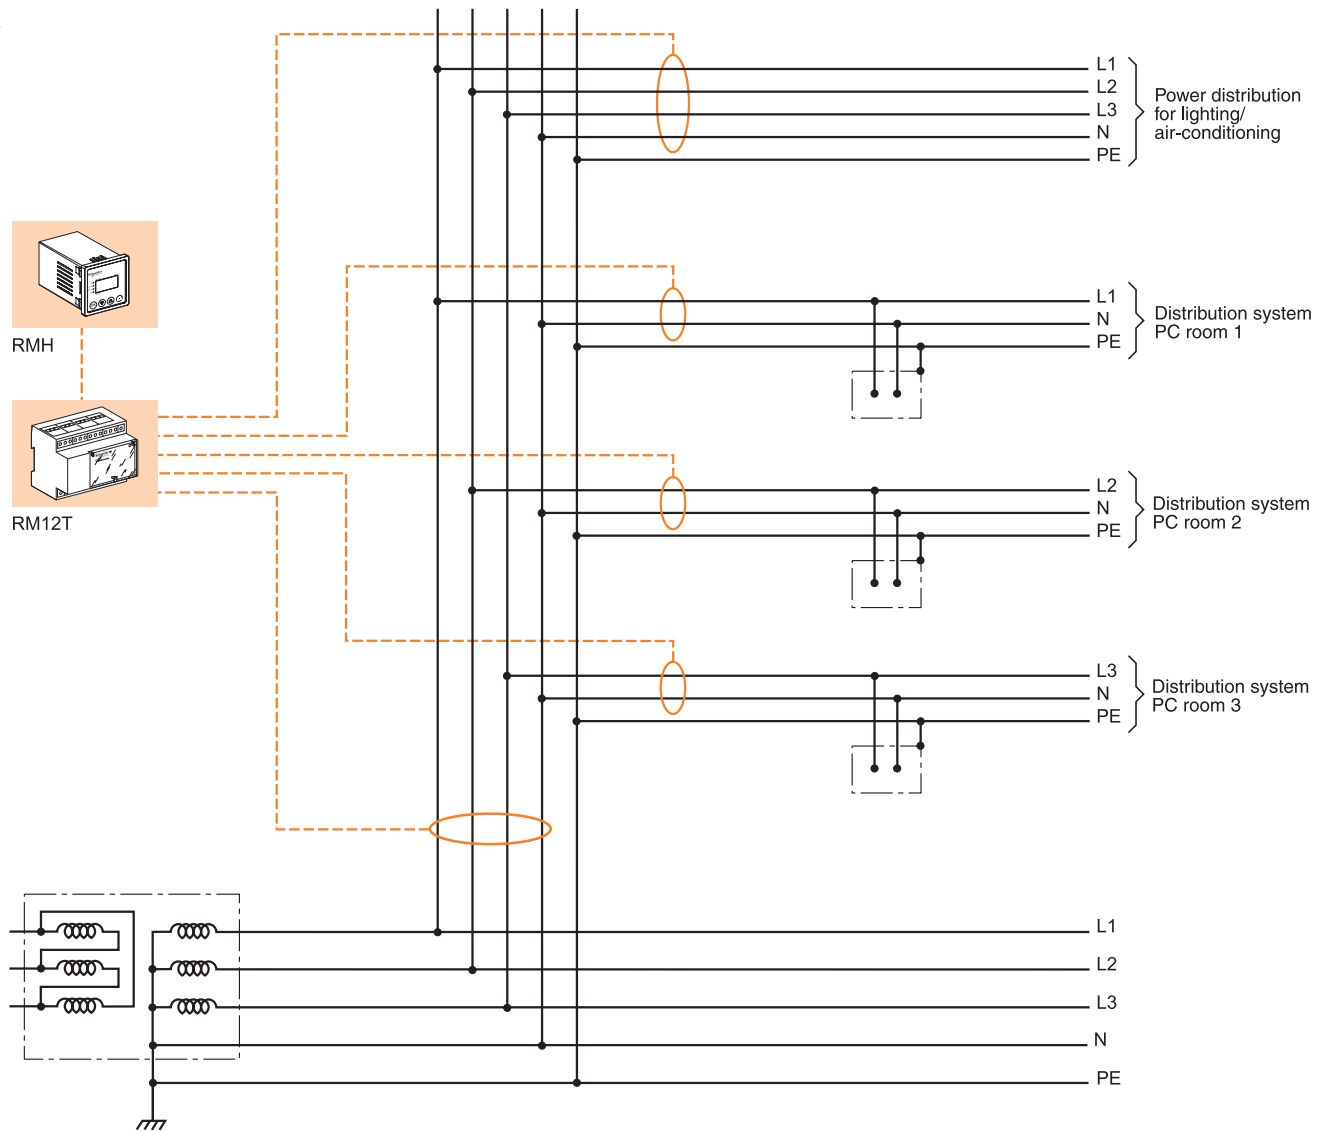 L1
L2
L3
N
PE
Power distribution
for lighting/
air-conditioning
RMH
L1
N
PE
Distribution system
PC room 1
RM12T
L2
N
PE
Distribution system
PC room 2
L3
N
PE
Distribution system
PC room 3
L1
L2
L3
N
PE